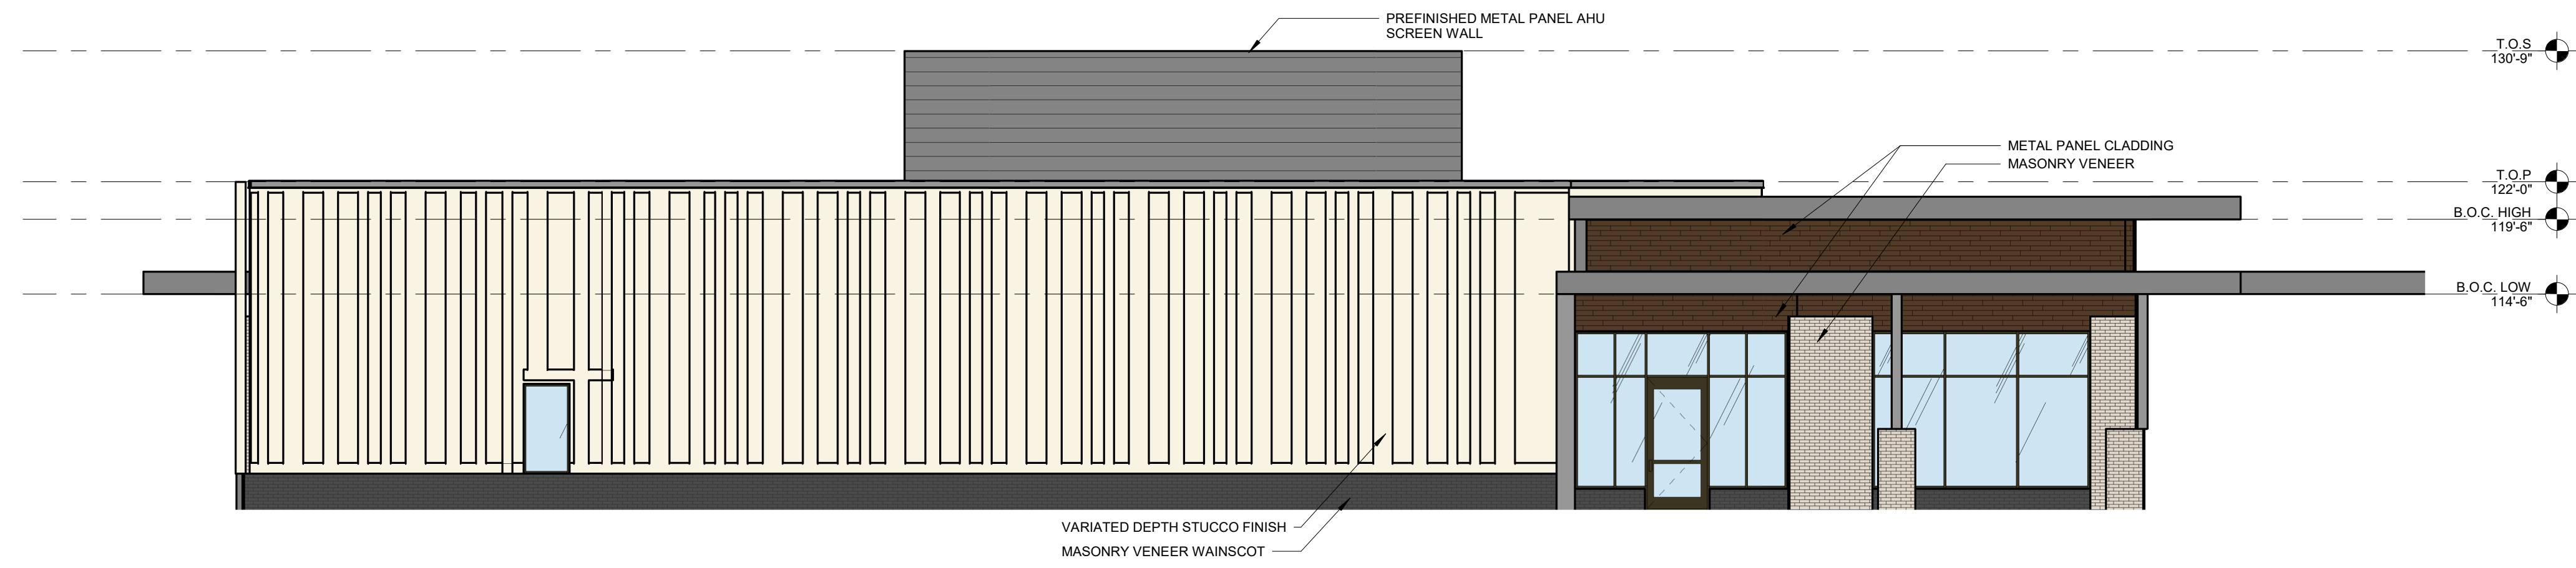 PREFINISHED METAL PANEL AHU
SCREEN WALL
T.O.S
130'-9"
METAL PANEL CLADDING
MASONRY VENEER
T.O.P
122'-0"
B.O.C. HIGH
119'-6"
B.O.C. LOW
114'-6"
VARIATED DEPTH STUCCO FINISH
MASONRY VENEER WAINSCOT